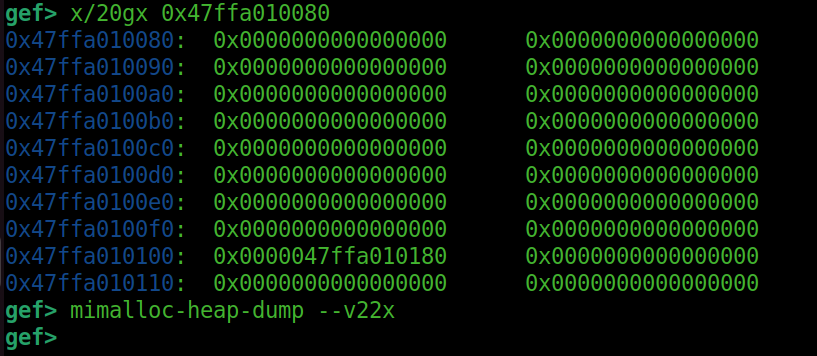 gef> x/20gx 0x47ffa010080
0x47ffa010080: 0x0000000000000000 0x0000000000000000
0x47ffa010090: 0x0000000000000000 0x0000000000000000
0x47ffa0100a0: 0x0000000000000000 0x0000000000000000
0x47ffa0100b0: 0x0000000000000000 0x0000000000000000
0x47ffa0100c0: 0x0000000000000000 0x0000000000000000
0x47ffa0100d0: 0x0000000000000000 0x0000000000000000
0x47ffa0100e0: 0x0000000000000000 0x0000000000000000
0x47ffa0100f0: 0x0000000000000000 0x0000000000000000
0x47ffa010100: 0x0000047ffa010180 0x0000000000000000
0x47ffa010110: 0x0000000000000000 0x0000000000000000
gef> mimalloc-heap-dump --v22x
gef>